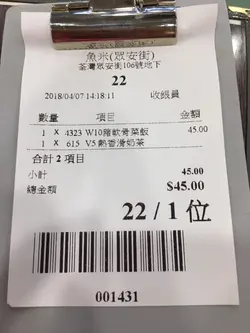 魚米(眾安街)
荃灣眾安街106號地下
22
2018/04/07 14:18:11 收銀員
數量 項目 金額
1 X 4323 W10豬軟骨菜飯 45.00
1 X 615 V5熱香滑奶茶
合計 2 項目
小計 45.00
總金額 $45.00
22 / 1 位
001431